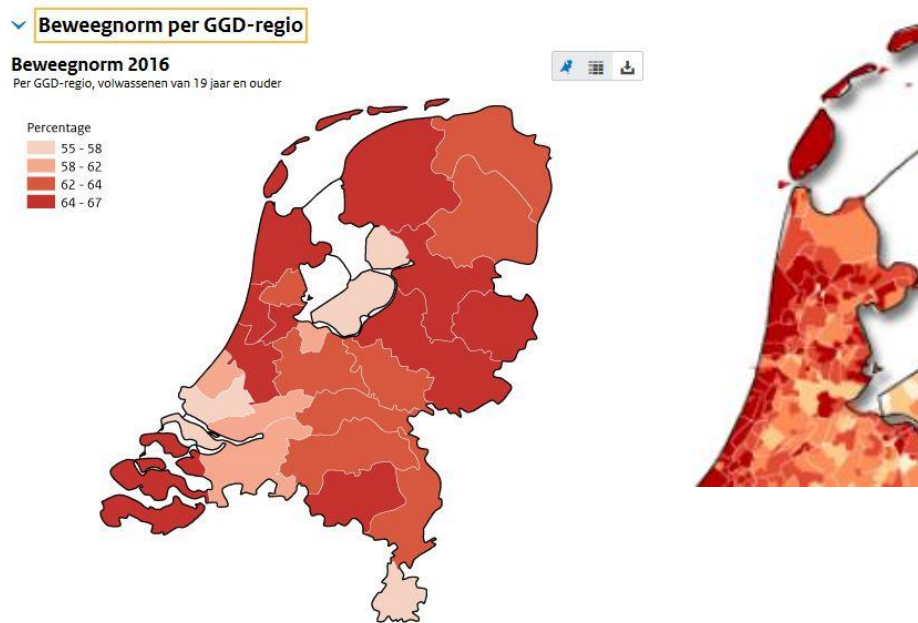 Beweegnorm per GGD-regio
Beweegnorm 2016
Per GGD-regio, volwassenen van 19 jaar en ouder
Percentage
55 - 58
58 - 62
62 - 64
64 - 67